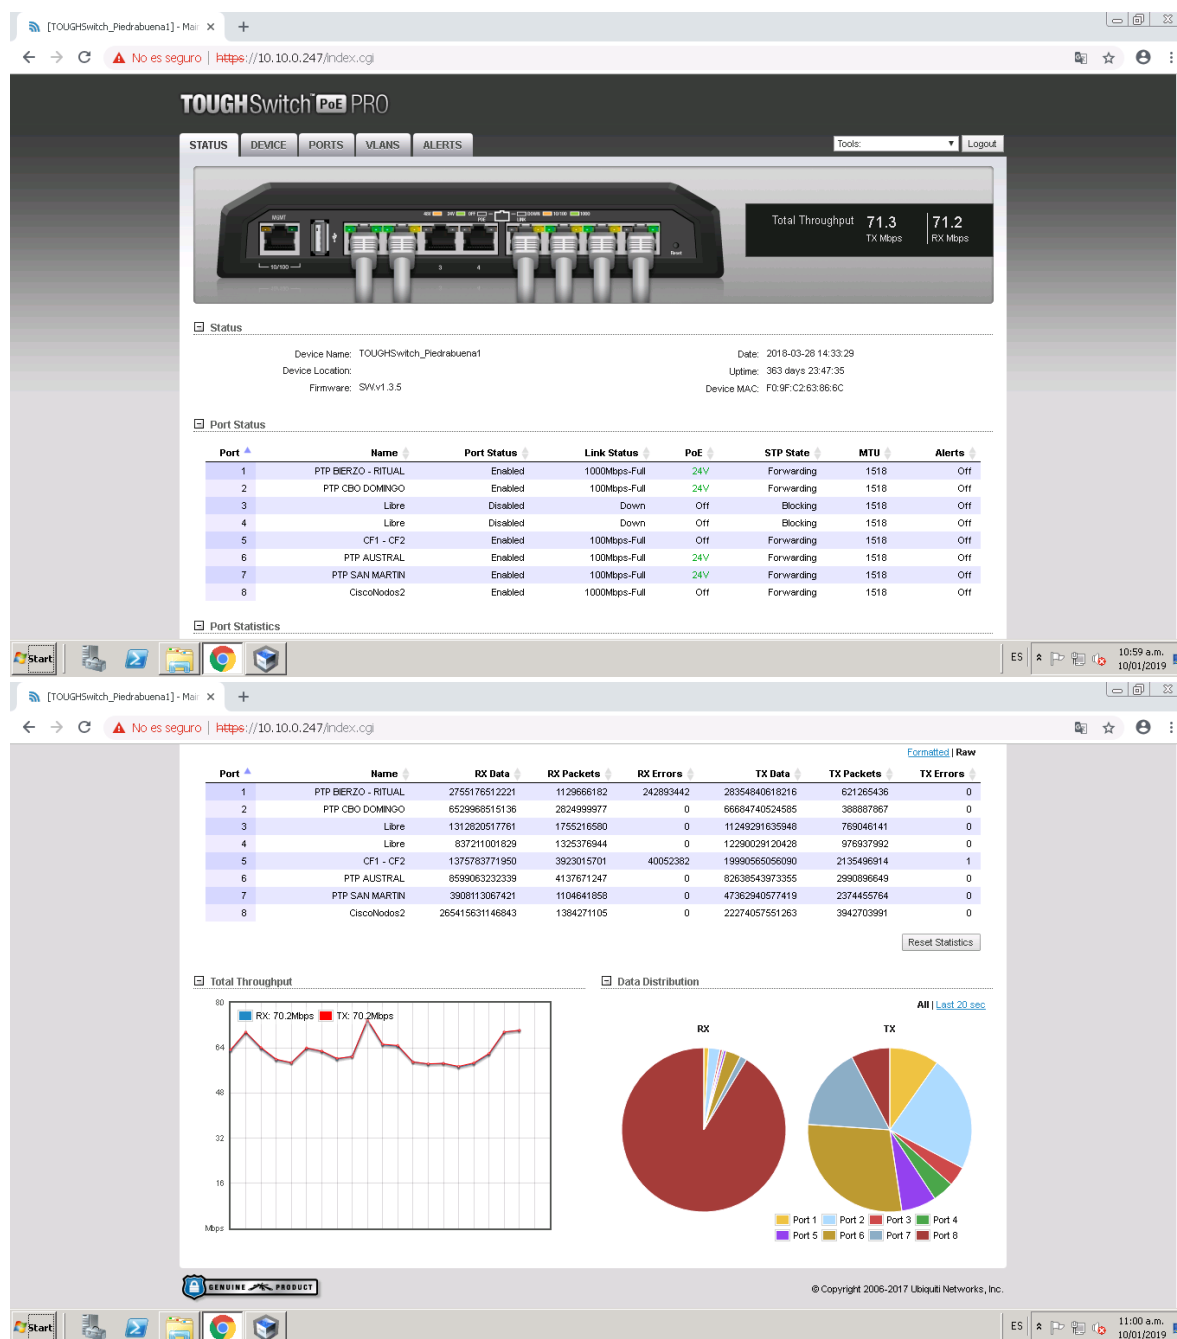 [TOUGHSwitch_Piedrabuena1] - Mai
No es seguro | https://10.10.0.247/index.cgi
TOUGHSwitch™ PoE PRO
STATUS DEVICE PORTS VLANS ALERTS Tools: Logout
MGMT 48V 24V OFF POE LINK DOWN 10/100 1000
10/100 3 4 Reset
Total Throughput 71.3 TX Mbps 71.2 RX Mbps
Status
Device Name: TOUGHSwitch_Piedrabuena1 Date: 2018-03-28 14:33:29
Device Location: Uptime: 363 days 23:47:35
Firmware: SW.v1.3.5 Device MAC: F0:9F:C2:63:86:6C
Port Status
Port Name Port Status Link Status PoE STP State MTU Alerts
1 PTP BIERZO - RITUAL Enabled 1000Mbps-Full 24V Forwarding 1518 Off
2 PTP CBO DOMINGO Enabled 100Mbps-Full 24V Forwarding 1518 Off
3 Libre Disabled Down Off Blocking 1518 Off
4 Libre Disabled Down Off Blocking 1518 Off
5 CF1 - CF2 Enabled 100Mbps-Full Off Forwarding 1518 Off
6 PTP AUSTRAL Enabled 100Mbps-Full 24V Forwarding 1518 Off
7 PTP SAN MARTIN Enabled 100Mbps-Full 24V Forwarding 1518 Off
8 CiscoNodos2 Enabled 1000Mbps-Full Off Forwarding 1518 Off
Port Statistics
Start ES 10:59 a.m.
10/01/2019
[TOUGHSwitch_Piedrabuena1] - Mai
No es seguro | https://10.10.0.247/index.cgi
Formatted | Raw
Port Name RX Data RX Packets RX Errors TX Data TX Packets TX Errors
1 PTP BIERZO - RITUAL 2755176512221 1129666182 242893442 28354840618216 621265436 0
2 PTP CBO DOMINGO 6529968515136 2824999977 0 66684740524585 388887867 0
3 Libre 1312820517761 1755216580 0 11249291635948 769046141 0
4 Libre 837211001829 1325376944 0 12290029120428 976937992 0
5 CF1 - CF2 1375783771950 3923015701 40052382 19990565056090 2135496914 1
6 PTP AUSTRAL 8599063232339 4137671247 0 82638543973355 2990896649 0
7 PTP SAN MARTIN 3908113067421 1104641858 0 47362940577419 2374455764 0
8 CiscoNodos2 265415631146843 1384271105 0 22274057551263 3942703991 0
Reset Statistics
Total Throughput Data Distribution
80 RX: 70.2Mbps TX: 70.2Mbps
All | Last 20 sec
RX TX
64
48
32
16
Mbps
Port 1 Port 2 Port 3 Port 4
Port 5 Port 6 Port 7 Port 8
GENUINE PRODUCT © Copyright 2006-2017 Ubiquiti Networks, Inc.
Start ES 11:00 a.m.
10/01/2019